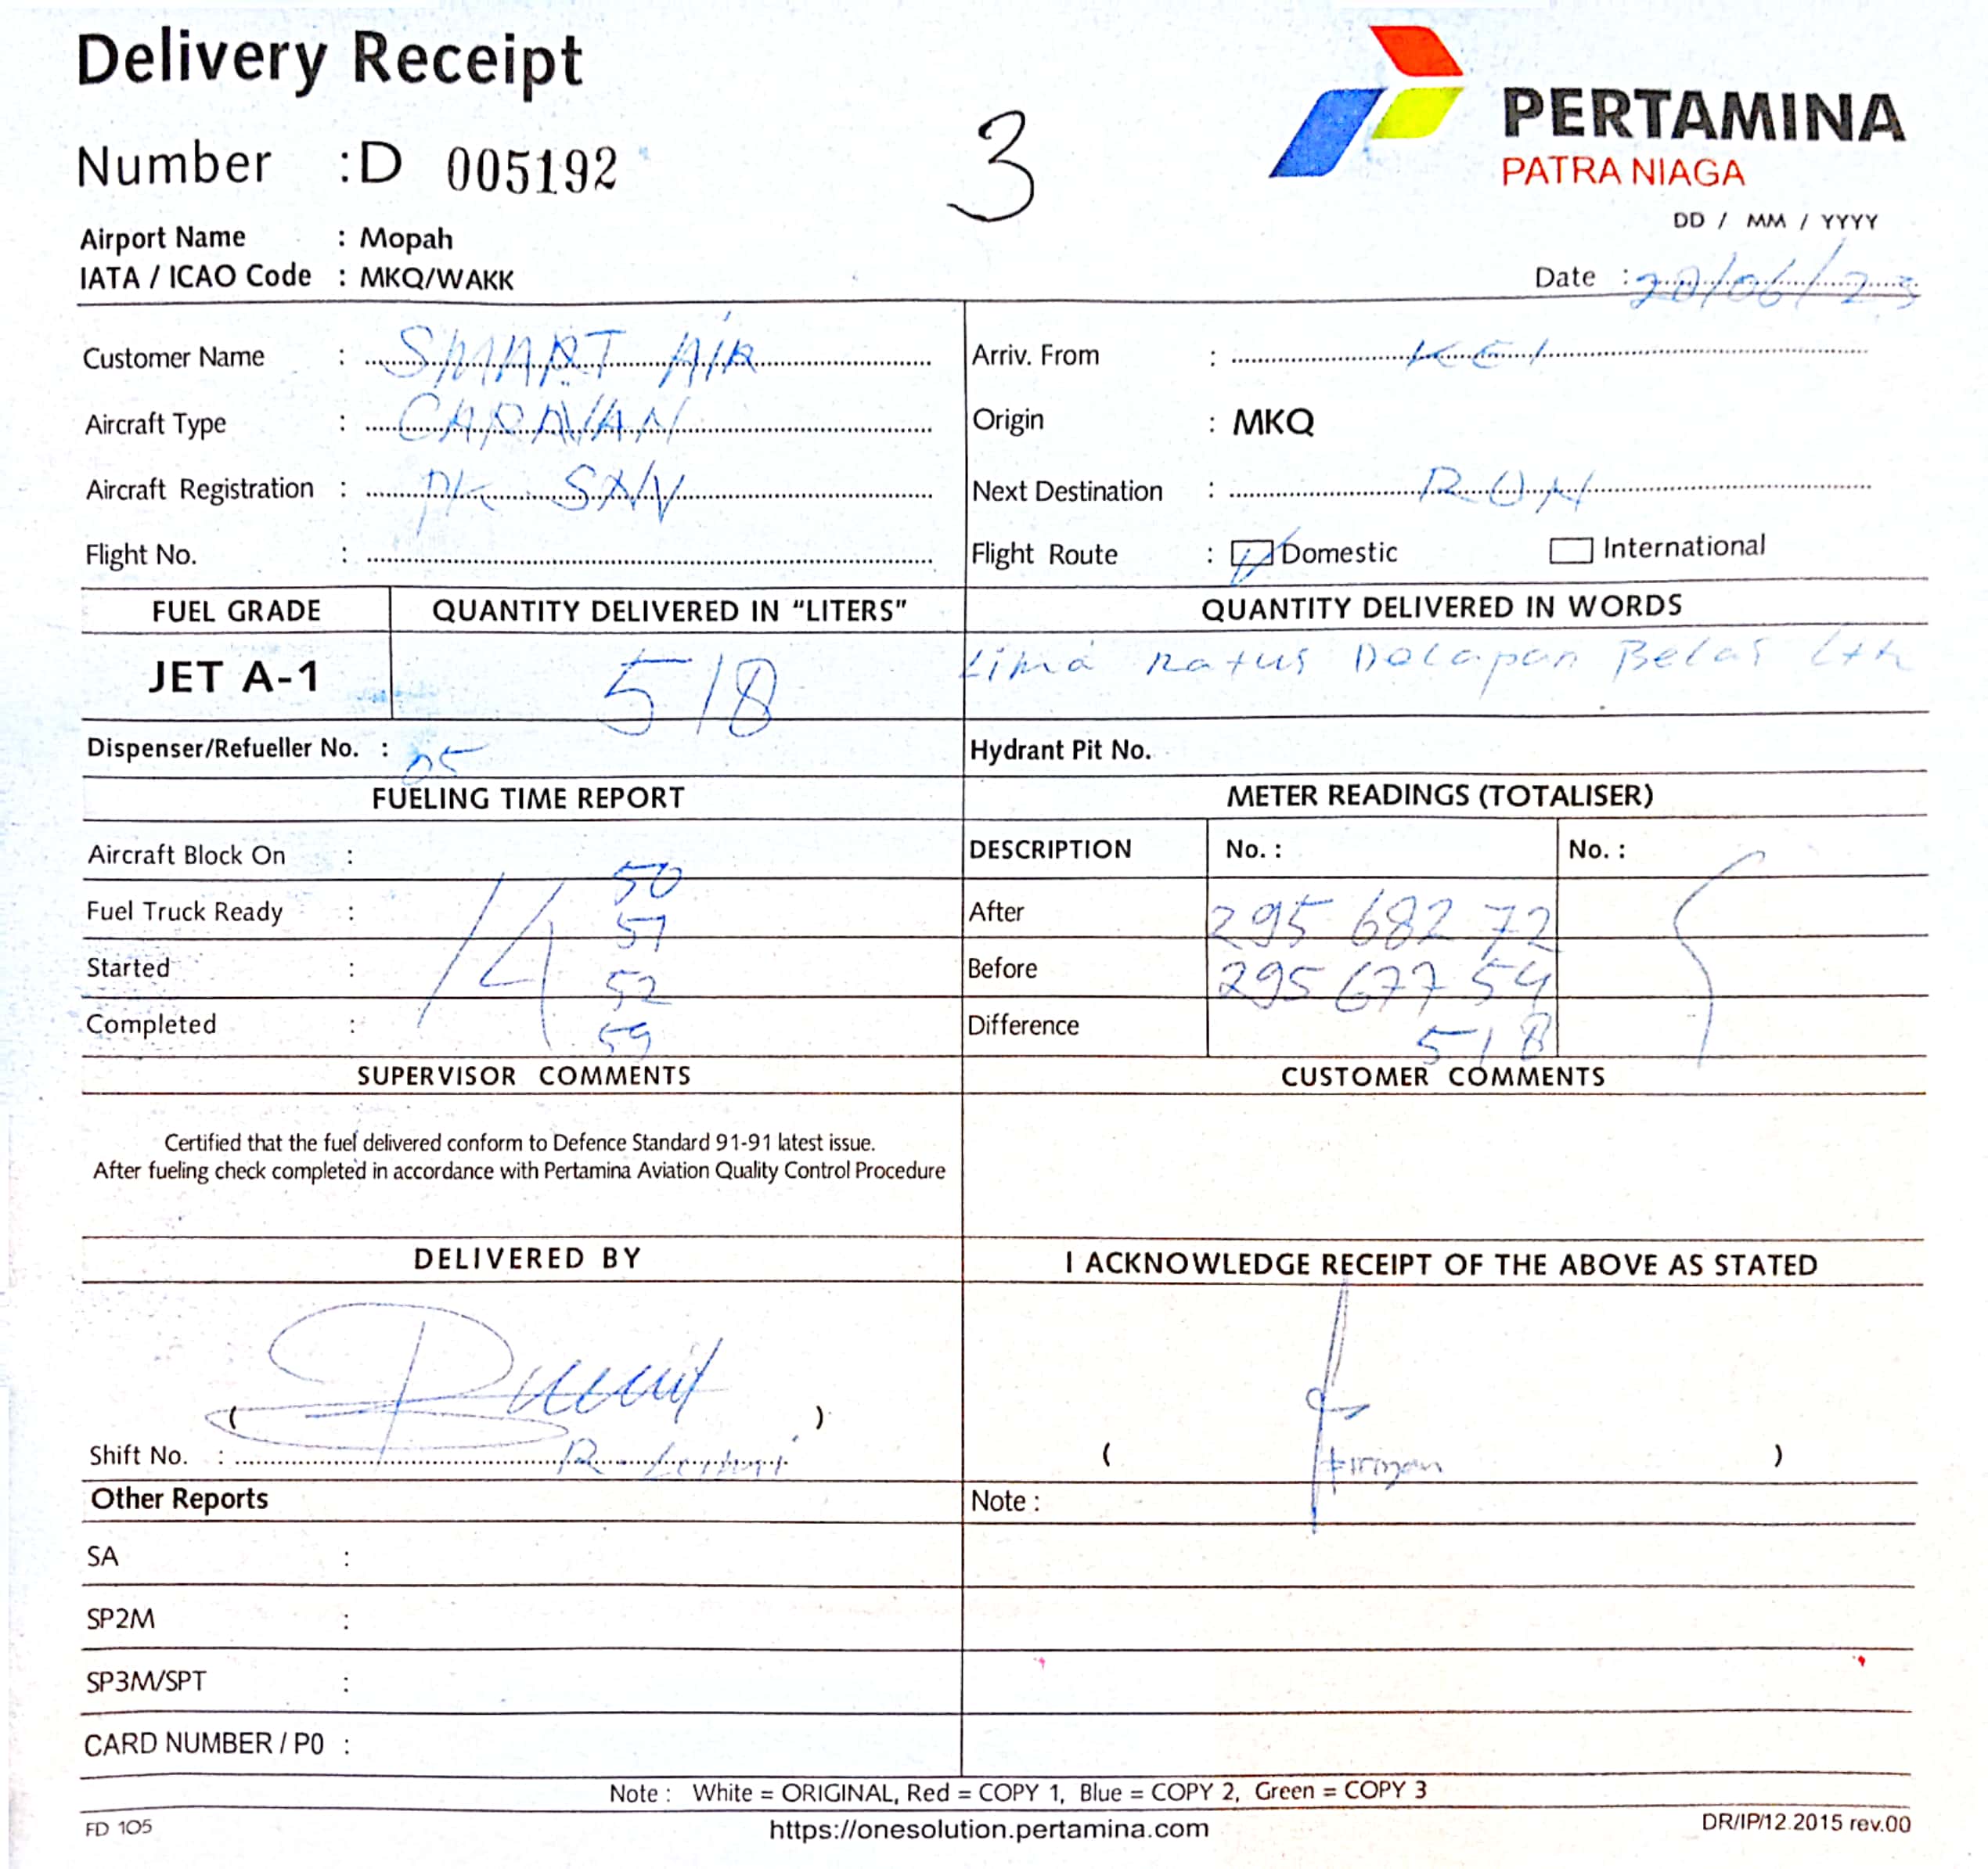 Delivery Receipt
Number : D 005192
3
PERTAMINA
PATRA NIAGA
Airport Name : Mopah
IATA / ICAO Code : MKQ/WAKK
DD / MM / YYYY
Date : 20/06/23
Customer Name : SMART AIR
Aircraft Type : CARAVAN
Aircraft Registration : PK SNV
Flight No. :
Arriv. From : KEI
Origin : MKQ
Next Destination : RON
Flight Route : Domestic International
FUEL GRADE QUANTITY DELIVERED IN "LITERS" QUANTITY DELIVERED IN WORDS
JET A-1 518 Lima Ratus Delapan Belas Ltr
Dispenser/Refueller No. : 05 Hydrant Pit No.
FUELING TIME REPORT METER READINGS (TOTALISER)
Aircraft Block On : 50 DESCRIPTION No. : No. :
Fuel Truck Ready : 14 51 After 295 682 72
Started : 52 Before 295 677 54
Completed : 59 Difference 518
SUPERVISOR COMMENTS CUSTOMER COMMENTS
Certified that the fuel delivered conform to Defence Standard 91-91 latest issue.
After fueling check completed in accordance with Pertamina Aviation Quality Control Procedure
DELIVERED BY I ACKNOWLEDGE RECEIPT OF THE ABOVE AS STATED
( ) ( )
Shift No. :
Other Reports Note :
SA :
SP2M :
SP3M/SPT :
CARD NUMBER / PO :
Note : White = ORIGINAL, Red = COPY 1, Blue = COPY 2, Green = COPY 3
FD 105 https://onesolution.pertamina.com DR/IP/12.2015 rev.00